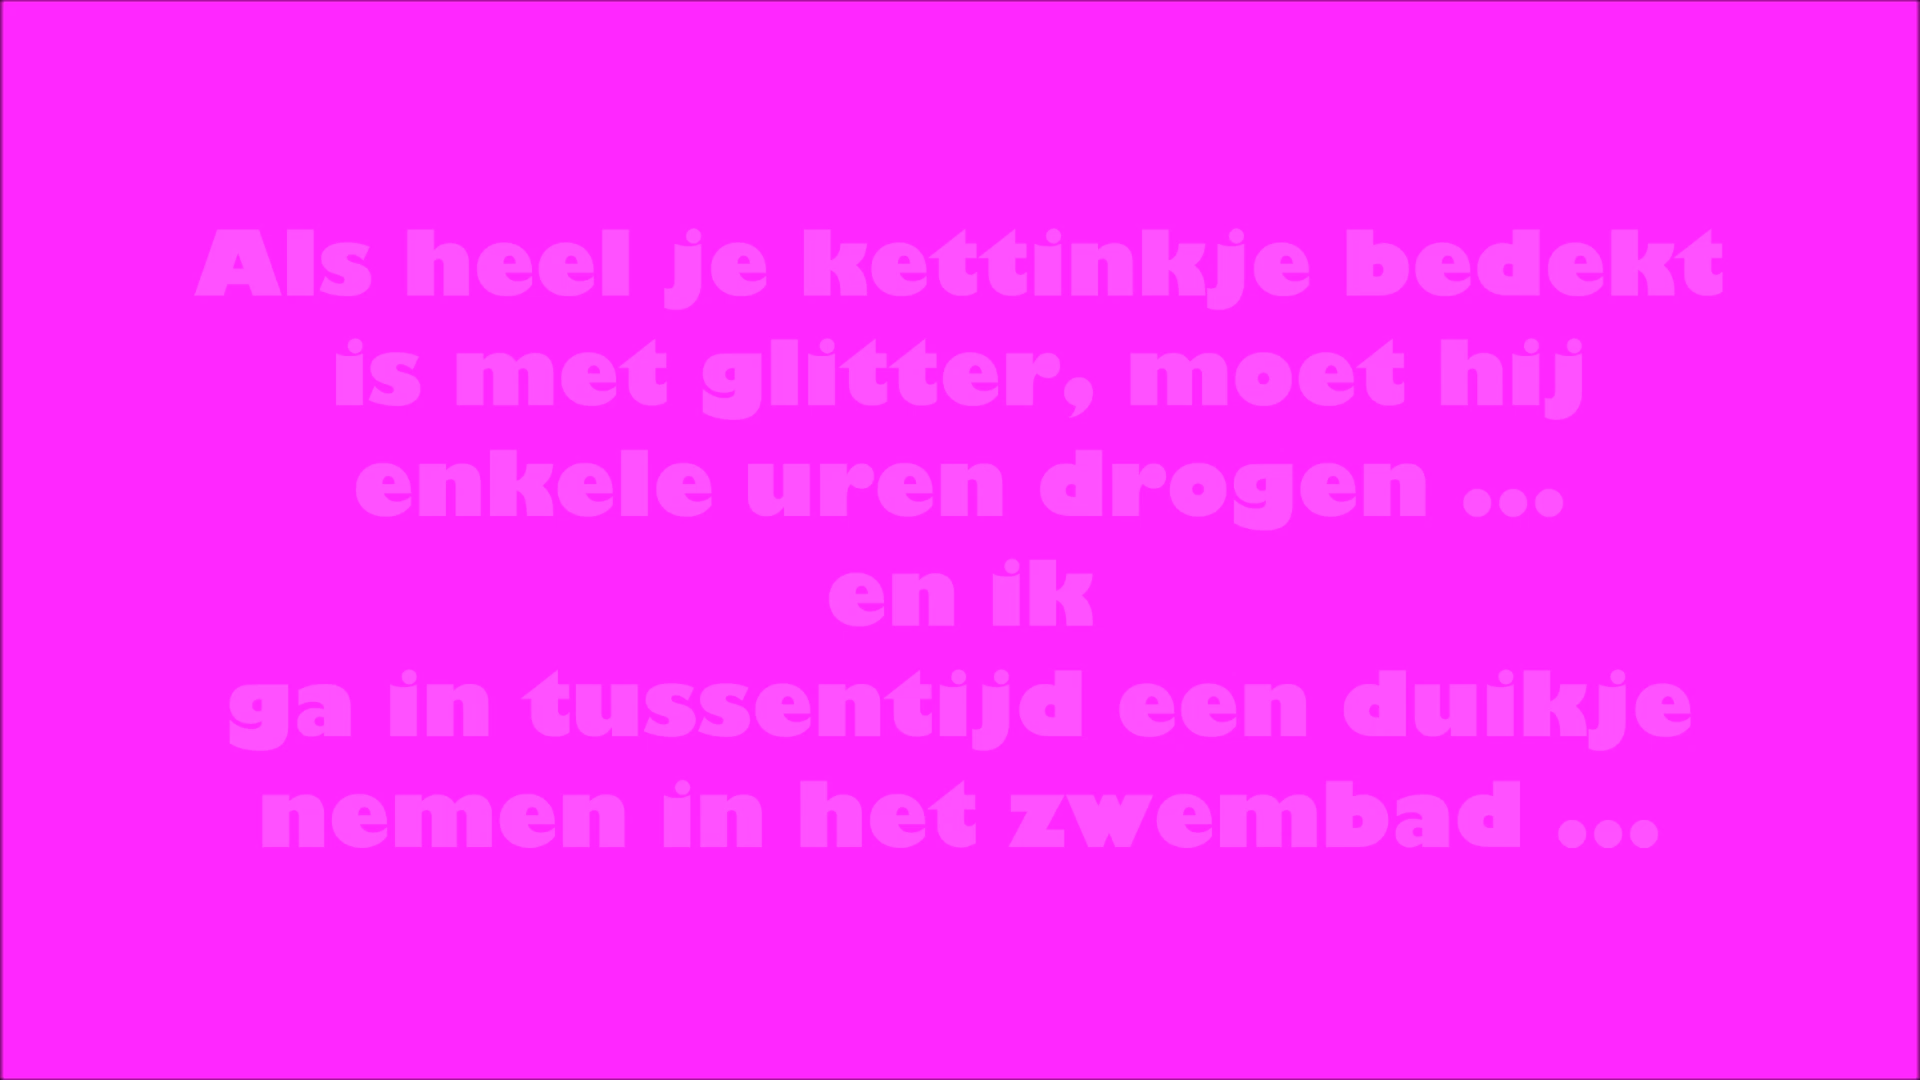 Als heel je kettinkje bedekt
is met glitter, moet hij
enkele uren drogen ...
en ik
ga in tussentijd een duikje
nemen in het zwembad ...